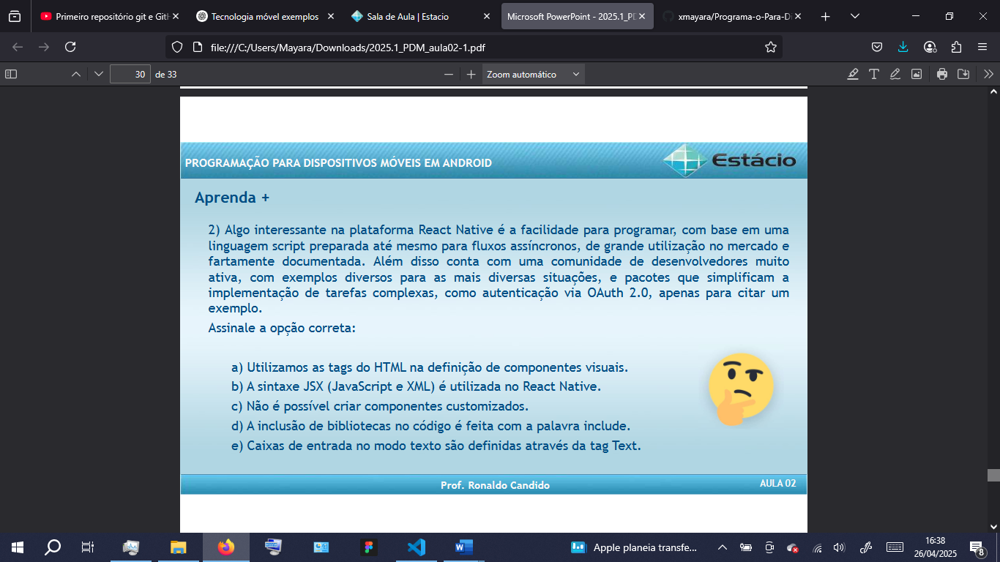 Primeiro repositório git e GitH
Tecnologia móvel exemplos
Sala de Aula | Estacio
Microsoft PowerPoint - 2025.1_PD
xmayara/Programa-o-Para-Di
file:///C:/Users/Mayara/Downloads/2025.1_PDM_aula02-1.pdf
30 de 33
Zoom automático
PROGRAMAÇÃO PARA DISPOSITIVOS MÓVEIS EM ANDROID
Estácio
Aprenda +
2) Algo interessante na plataforma React Native é a facilidade para programar, com base em uma
linguagem script preparada até mesmo para fluxos assíncronos, de grande utilização no mercado e
fartamente documentada. Além disso conta com uma comunidade de desenvolvedores muito
ativa, com exemplos diversos para as mais diversas situações, e pacotes que simplificam a
implementação de tarefas complexas, como autenticação via OAuth 2.0, apenas para citar um
exemplo.
Assinale a opção correta:
a) Utilizamos as tags do HTML na definição de componentes visuais.
b) A sintaxe JSX (JavaScript e XML) é utilizada no React Native.
c) Não é possível criar componentes customizados.
d) A inclusão de bibliotecas no código é feita com a palavra include.
e) Caixas de entrada no modo texto são definidas através da tag Text.
Prof. Ronaldo Candido
AULA 02
Apple planeia transfe...
16:38
26/04/2025
8